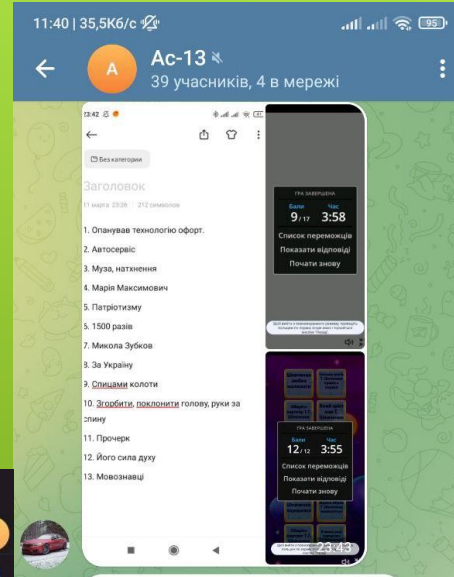 11:40 | 35,5Кб/с
95
А
Ас-13
39 учасників, 4 в мережі
23:42
Без категории
Заголовок
11 марта 23:26 212 символов
1. Опанував технологію офорт.
2. Автосервіс
3. Муза, натхнення
4. Марія Максимович
5. Патріотизму
6. 1500 разів
7. Микола Зубков
8. За Україну
9. Спицами колоти
10. Згорбити, поклонити голову, руки за
спину
11. Прочерк
12. Його сила духу
13. Мовознавці
ГРА ЗАВЕРШЕНА
Бали Час
9/17 3:58
Список переможців
Показати відповіді
Почати знову
ГРА ЗАВЕРШЕНА
Бали Час
12/12 3:55
Список переможців
Показати відповіді
Почати знову